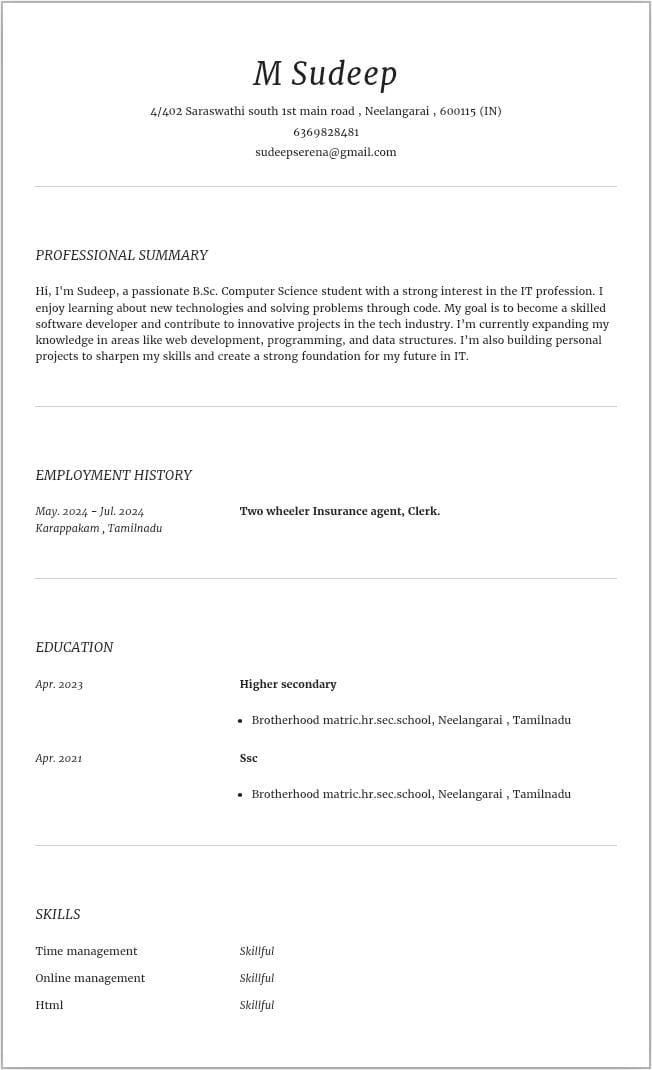 M Sudeep
4/402 Saraswathi south 1st main road , Neelangarai , 600115 (IN)
6369828481
sudeepserena@gmail.com
PROFESSIONAL SUMMARY
Hi, I'm Sudeep, a passionate B.Sc. Computer Science student with a strong interest in the IT profession. I
enjoy learning about new technologies and solving problems through code. My goal is to become a skilled
software developer and contribute to innovative projects in the tech industry. I'm currently expanding my
knowledge in areas like web development, programming, and data structures. I'm also building personal
projects to sharpen my skills and create a strong foundation for my future in IT.
EMPLOYMENT HISTORY
May. 2024 – Jul. 2024 Two wheeler Insurance agent, Clerk.
Karappakam , Tamilnadu
EDUCATION
Apr. 2023 Higher secondary
• Brotherhood matric.hr.sec.school, Neelangarai , Tamilnadu
Apr. 2021 Ssc
• Brotherhood matric.hr.sec.school, Neelangarai , Tamilnadu
SKILLS
Time management Skillful
Online management Skillful
Html Skillful